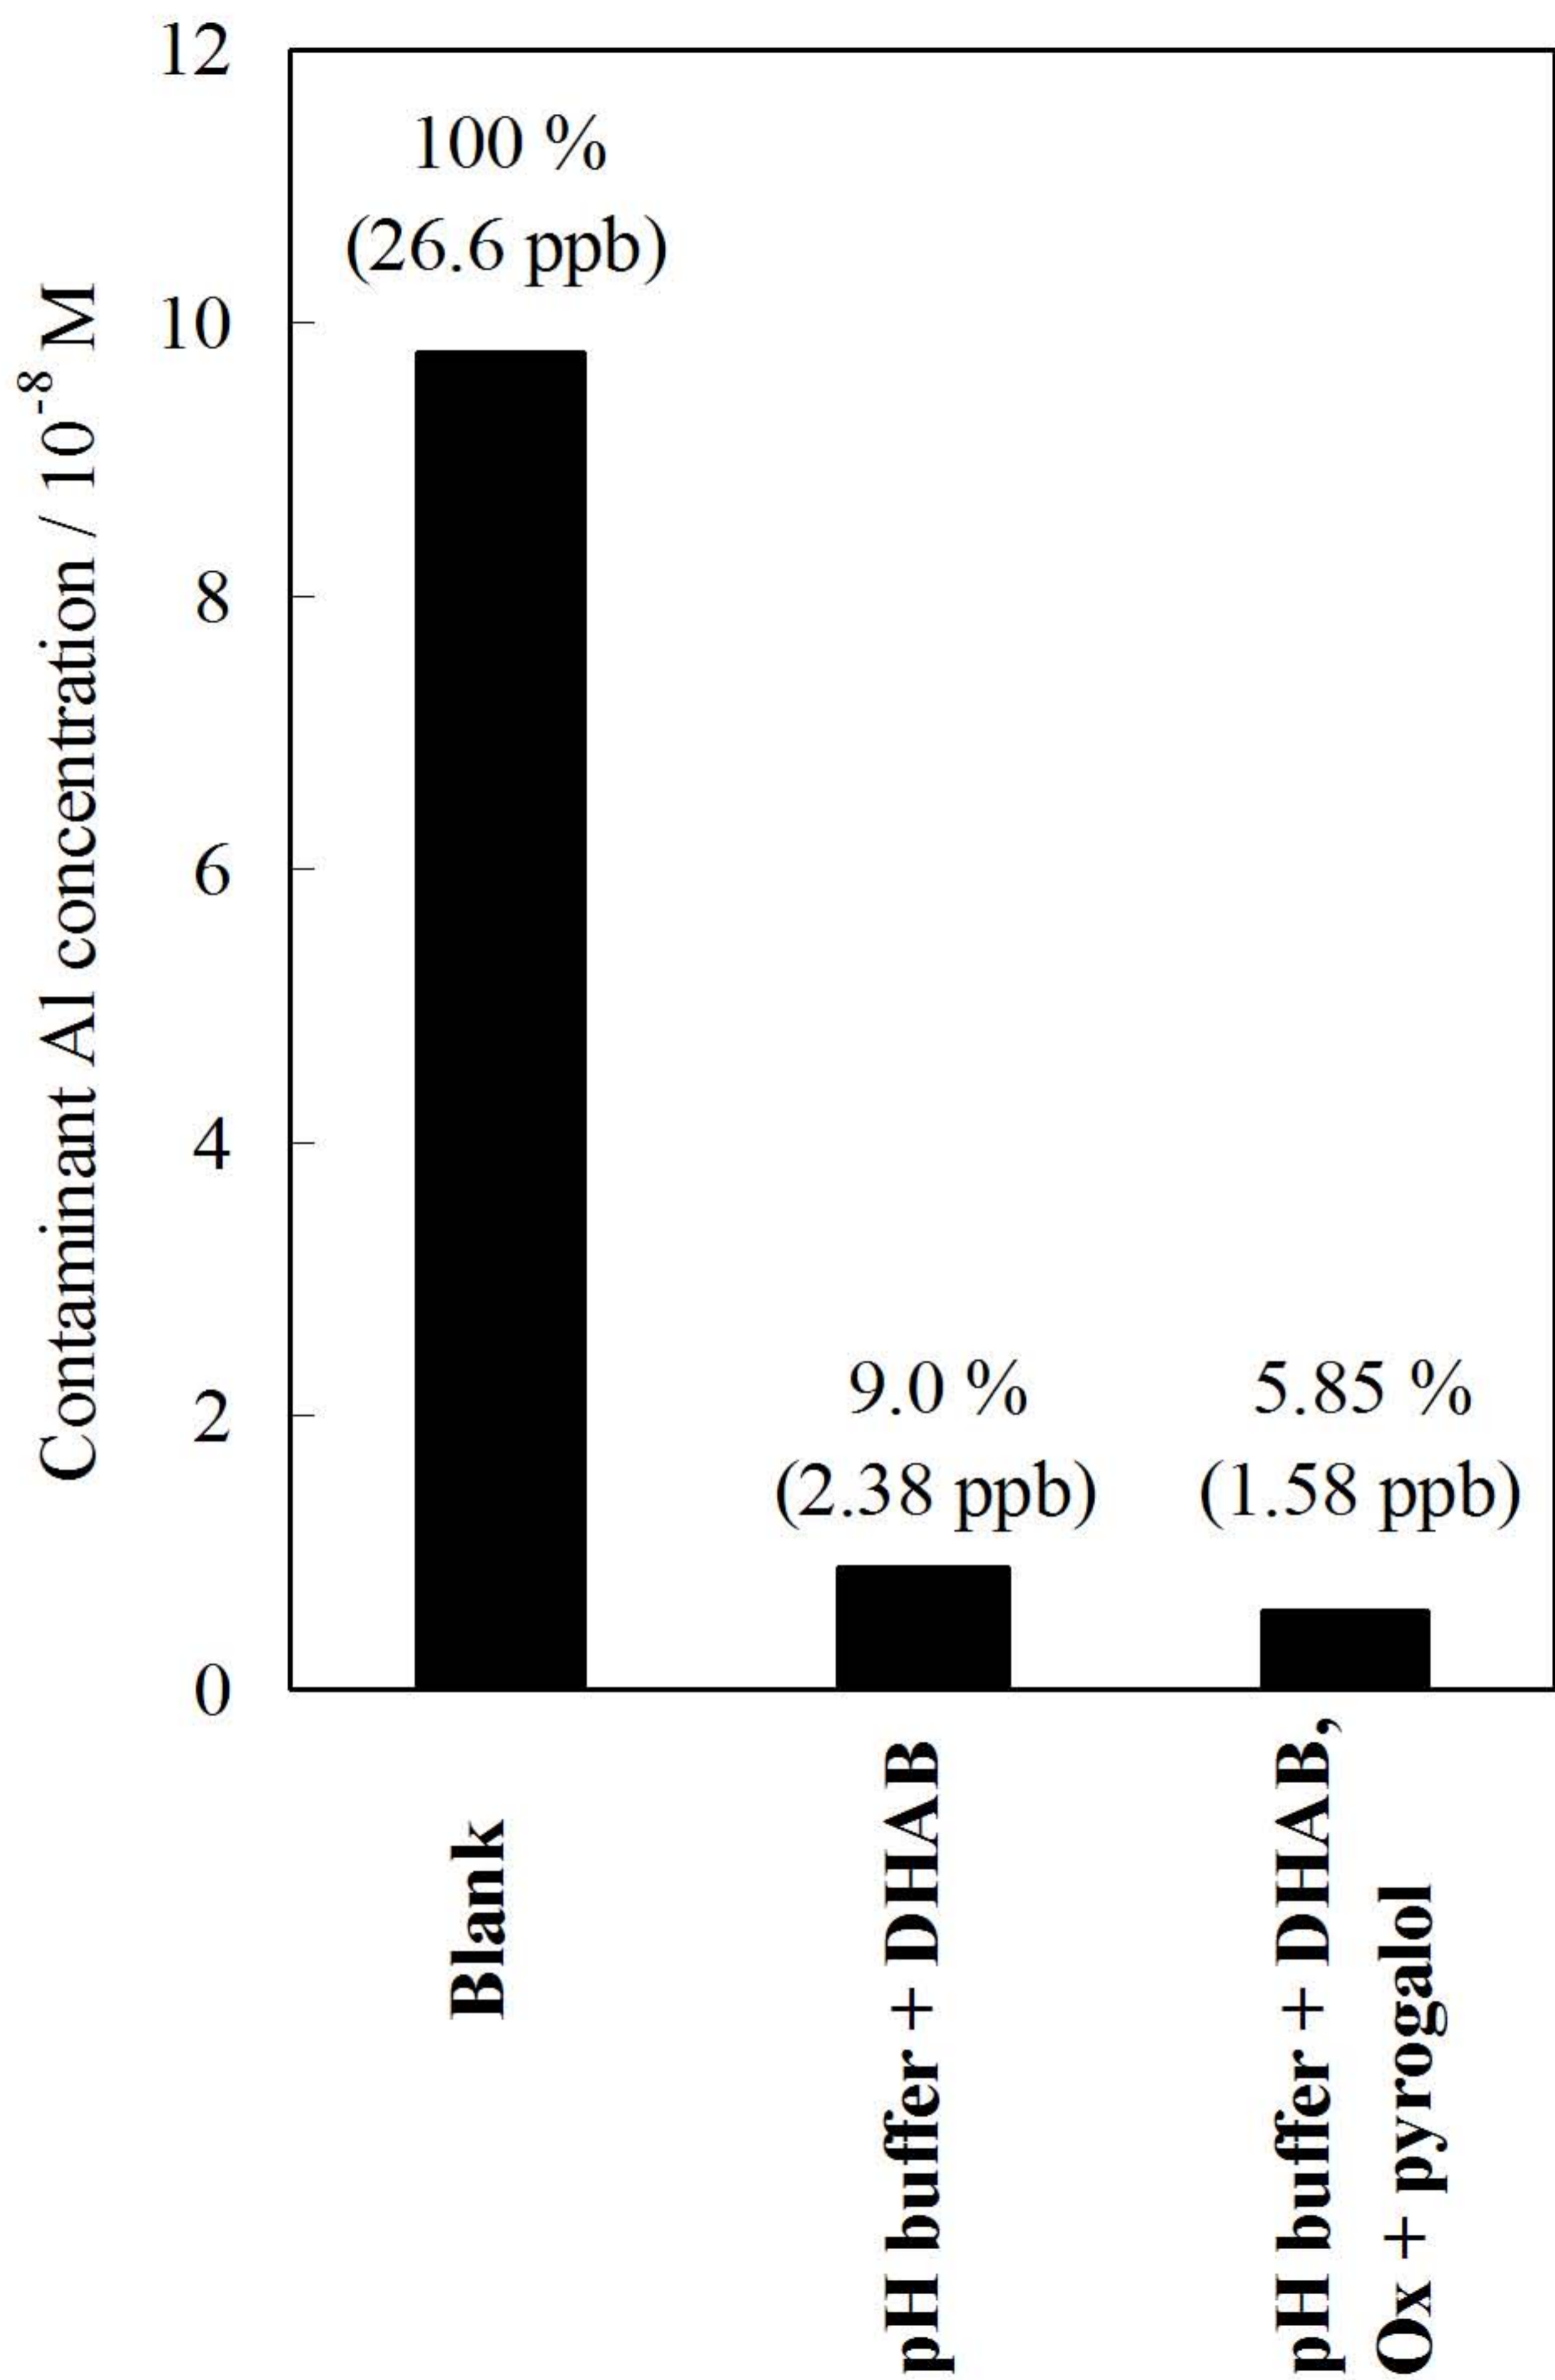 Contaminant Al concentration / 10⁻⁸ M
12
10
8
6
4
2
0
100 %
(26.6 ppb)
9.0 %
(2.38 ppb)
5.85 %
(1.58 ppb)
Blank
pH buffer + DHAB
pH buffer + DHAB,
Ox + pyrogalol